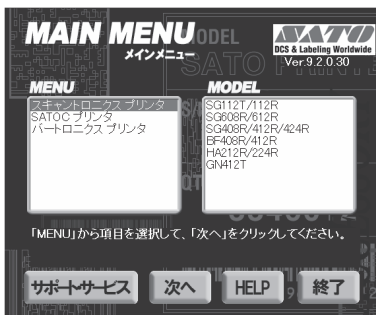 MAIN MENU
メインメニュー
SATO
DCS & Labeling Worldwide
Ver.9.2.0.30
MENU
MODEL
スキャントロニクス プリンタ
SATOC プリンタ
バートロニクス プリンタ
SG112T/112R
SG608R/612R
SG408R/412R/424R
BF408R/412R
HA212R/224R
GN412T
「MENU」から項目を選択して、「次へ」をクリックしてください。
サポート・サービス
次へ
HELP
終了